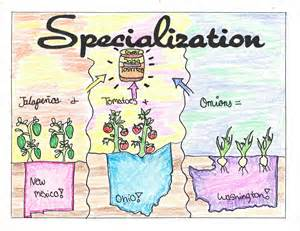 Specialization
Jalapeños + Tomatoes + Onions =
New
mexico!
Ohio!
Washington!